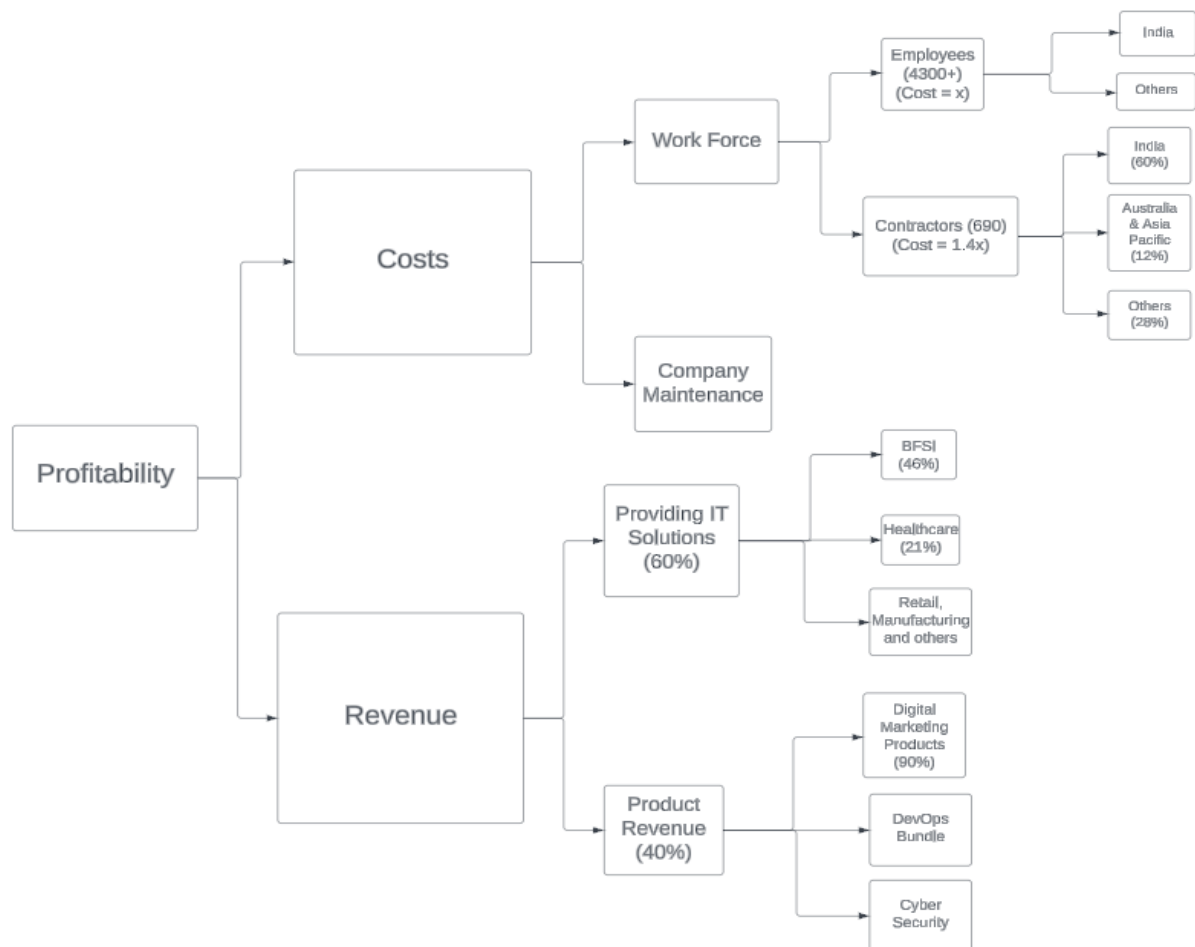 Profitability
Costs
Work Force
Employees
(4300+)
(Cost = x)
India
Others
Contractors (690)
(Cost = 1.4x)
India
(60%)
Australia
& Asia
Pacific
(12%)
Others
(28%)
Company
Maintenance
Revenue
Providing IT
Solutions
(60%)
BFSI
(46%)
Healthcare
(21%)
Retail,
Manufacturing
and others
Product
Revenue
(40%)
Digital
Marketing
Products
(90%)
DevOps
Bundle
Cyber
Security